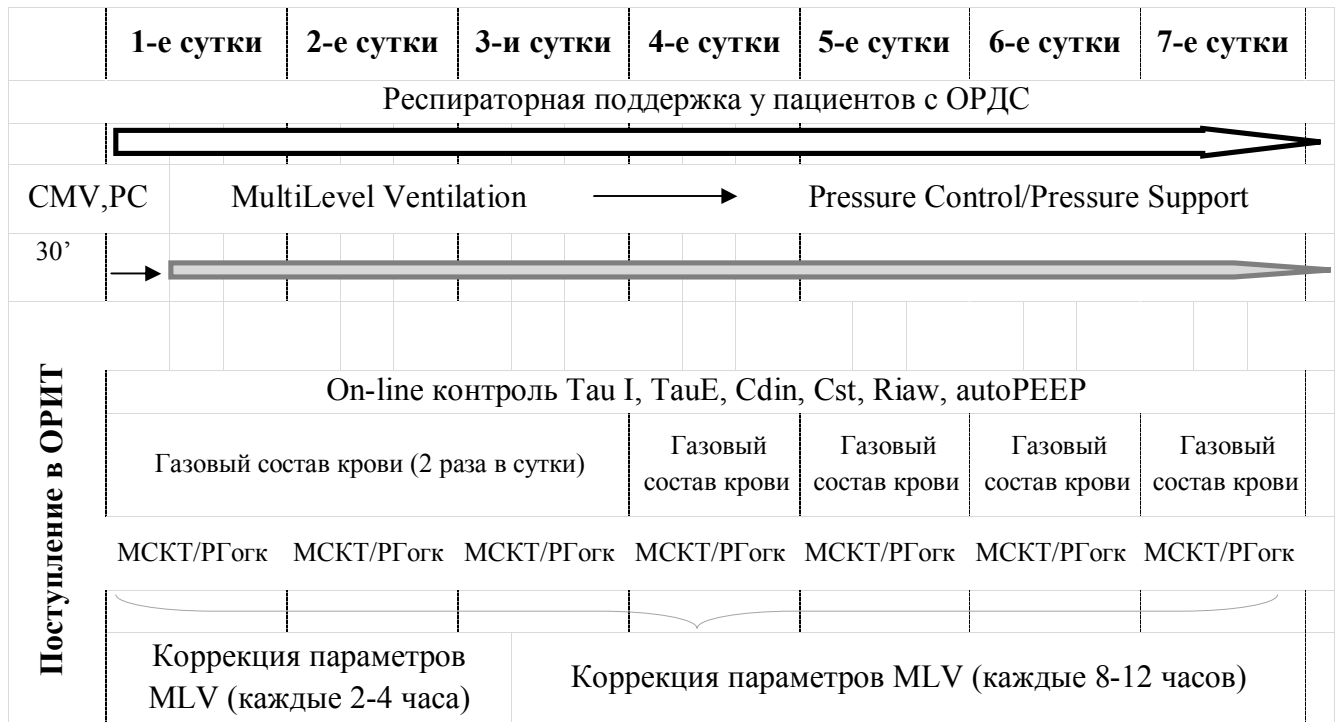 1-е сутки 2-е сутки 3-и сутки 4-е сутки 5-е сутки 6-е сутки 7-е сутки
Респираторная поддержка у пациентов с ОРДС
CMV,PC MultiLevel Ventilation Pressure Control/Pressure Support
30’
Поступление в ОРИТ
On-line контроль Tau I, TauE, Cdin, Cst, Riaw, autoPEEP
Газовый состав крови (2 раза в сутки)
Газовый
состав крови
Газовый
состав крови
Газовый
состав крови
Газовый
состав крови
МСКТ/РГогк МСКТ/РГогк МСКТ/РГогк МСКТ/РГогк МСКТ/РГогк МСКТ/РГогк МСКТ/РГогк
Коррекция параметров
MLV (каждые 2-4 часа)
Коррекция параметров MLV (каждые 8-12 часов)